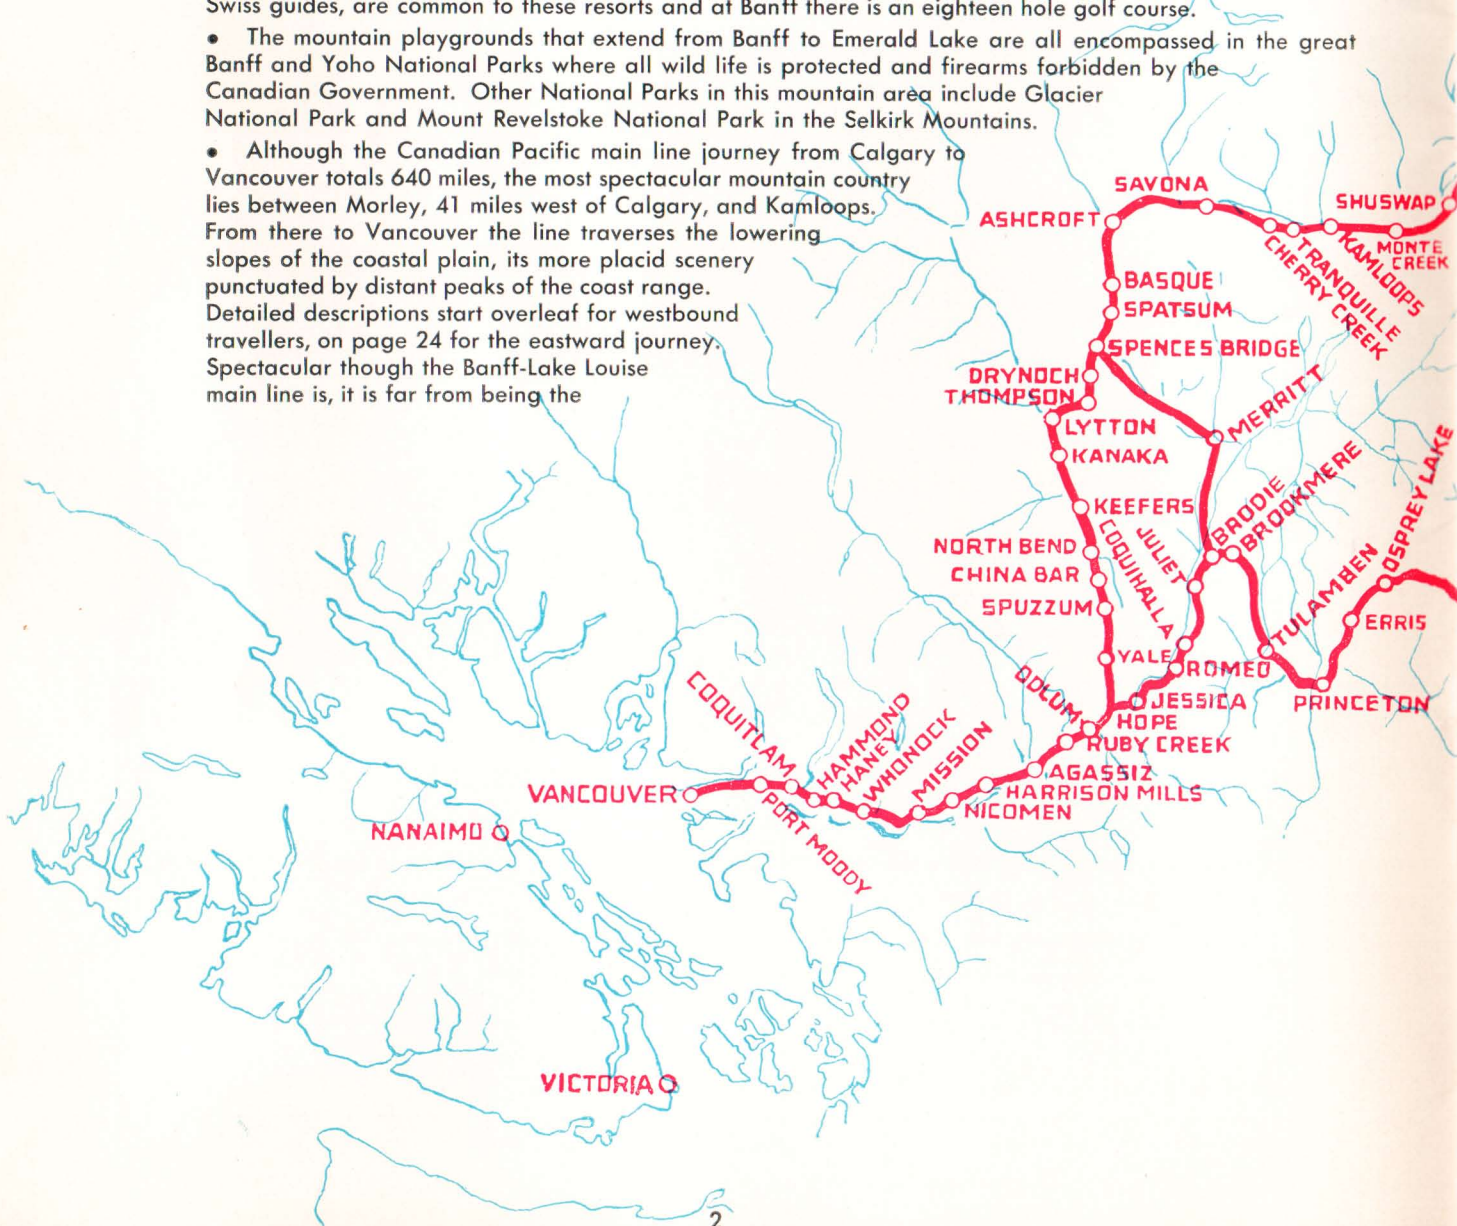 Swiss guides, are common to these resorts and at Banff there is an eighteen hole golf course.
• The mountain playgrounds that extend from Banff to Emerald Lake are all encompassed in the great
Banff and Yoho National Parks where all wild life is protected and firearms forbidden by the
Canadian Government. Other National Parks in this mountain area include Glacier
National Park and Mount Revelstoke National Park in the Selkirk Mountains.
• Although the Canadian Pacific main line journey from Calgary to
Vancouver totals 640 miles, the most spectacular mountain country
lies between Morley, 41 miles west of Calgary, and Kamloops.
From there to Vancouver the line traverses the lowering
slopes of the coastal plain, its more placid scenery
punctuated by distant peaks of the coast range.
Detailed descriptions start overleaf for westbound
travellers, on page 24 for the eastward journey.
Spectacular though the Banff-Lake Louise
main line is, it is far from being the
SAVONA
SHUSWAP
ASHCROFT
CHERRY CREEK
TRANQUILLE
KAMLOOPS
MONTE
CREEK
BASQUE
SPATSUM
SPENCES BRIDGE
DRYNOCH
THOMPSON
MERRITT
LYTTON
KANAKA
KEEFERS
BRODIE
BROOKMERE
OSPREY LAKE
NORTH BEND
COQUIHALLA
JULIET
CHINA BAR
SPUZZUM
TULAMBEN
ERRIS
YALE
ROMEO
ODLUM
JESSICA
PRINCETON
HOPE
RUBY CREEK
COQUITLAM
HAMMOND
HANEY
WHONOCK
MISSION
AGASSIZ
HARRISON MILLS
NICOMEN
VANCOUVER
PORT MOODY
NANAIMO
VICTORIA
2